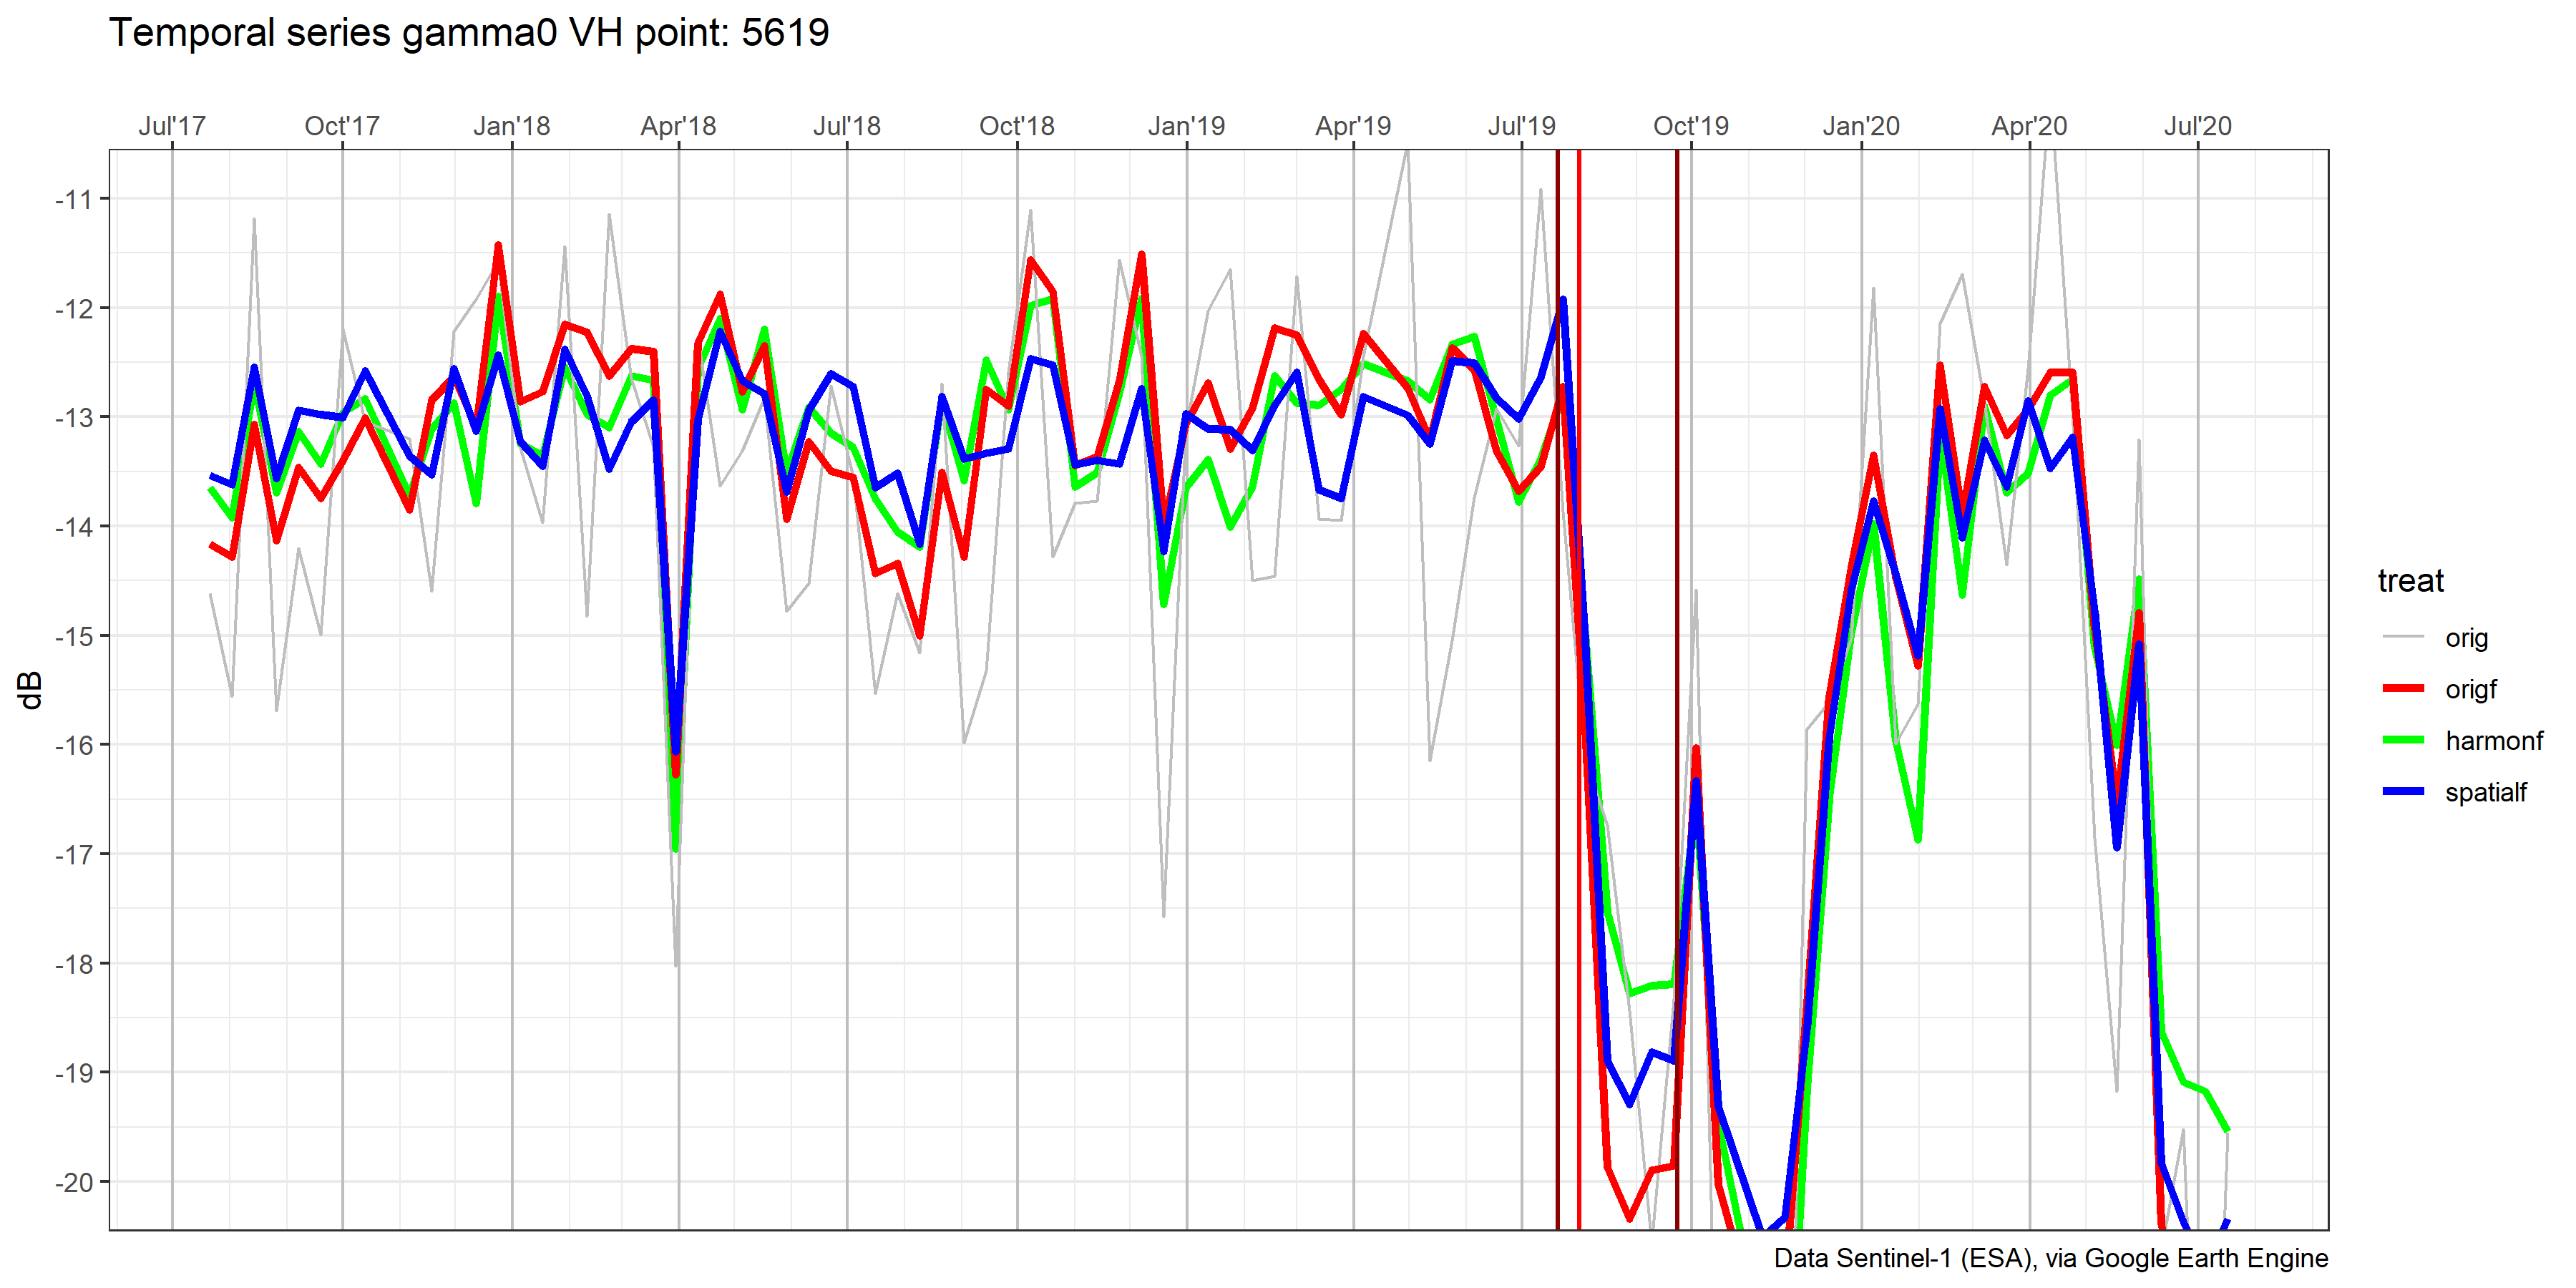 Temporal series gamma0 VH point: 5619
Jul'17 Oct'17 Jan'18 Apr'18 Jul'18 Oct'18 Jan'19 Apr'19 Jul'19 Oct'19 Jan'20 Apr'20 Jul'20
-11
-12
-13
-14
-15
-16
-17
-18
-19
-20
dB
treat
orig
origf
harmonf
spatialf
Data Sentinel-1 (ESA), via Google Earth Engine